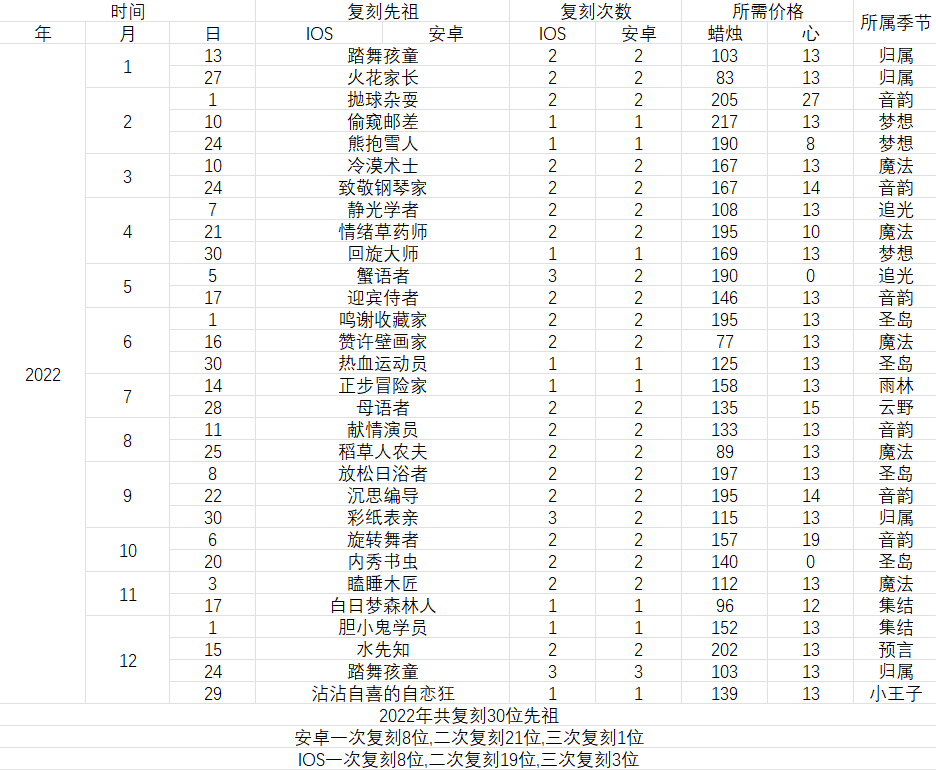 时间 复刻先祖 复刻次数 所需价格 所属季节
年 月 日 IOS 安卓 IOS 安卓 蜡烛 心
2022 1 13 踏舞孩童 2 2 103 13 归属
27 火花家长 2 2 83 13 归属
2 1 抛球杂耍 2 2 205 27 音韵
10 偷窥邮差 1 1 217 13 梦想
24 熊抱雪人 1 1 190 8 梦想
3 10 冷漠术士 2 2 167 13 魔法
24 致敬钢琴家 2 2 167 14 音韵
4 7 静光学者 2 2 108 13 追光
21 情绪草药师 2 2 195 10 魔法
30 回旋大师 1 1 169 13 梦想
5 5 蟹语者 3 2 190 0 追光
17 迎宾侍者 2 2 146 13 音韵
6 1 鸣谢收藏家 2 2 195 13 圣岛
16 赞许壁画家 2 2 77 13 魔法
30 热血运动员 1 1 125 13 圣岛
7 14 正步冒险家 1 1 158 13 雨林
28 母语者 2 2 135 15 云野
8 11 献情演员 2 2 133 13 音韵
25 稻草人农夫 2 2 89 13 魔法
9 8 放松日浴者 2 2 197 13 圣岛
22 沉思编导 2 2 195 14 音韵
30 彩纸表亲 3 2 115 13 归属
10 6 旋转舞者 2 2 157 19 音韵
20 内秀书虫 2 2 140 0 圣岛
11 3 瞌睡木匠 2 2 112 13 魔法
17 白日梦森林人 1 1 96 12 集结
12 1 胆小鬼学员 1 1 152 13 集结
15 水先知 2 2 202 13 预言
24 踏舞孩童 3 3 103 13 归属
29 沾沾自喜的自恋狂 1 1 139 13 小王子
2022年共复刻30位先祖
安卓一次复刻8位,二次复刻21位,三次复刻1位
IOS一次复刻8位,二次复刻19位,三次复刻3位